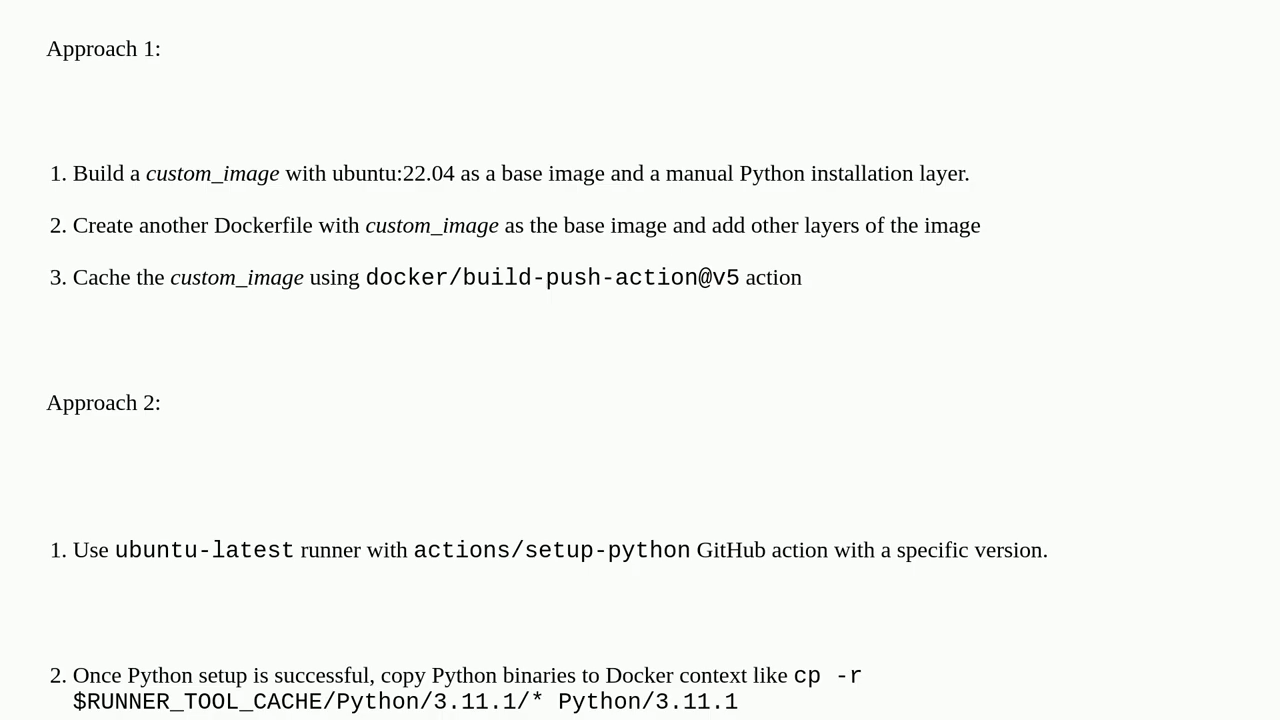 Approach 1:
1. Build a custom_image with ubuntu:22.04 as a base image and a manual Python installation layer.
2. Create another Dockerfile with custom_image as the base image and add other layers of the image
3. Cache the custom_image using docker/build-push-action@v5 action
Approach 2:
1. Use ubuntu-latest runner with actions/setup-python GitHub action with a specific version.
2. Once Python setup is successful, copy Python binaries to Docker context like cp -r
$RUNNER_TOOL_CACHE/Python/3.11.1/* Python/3.11.1